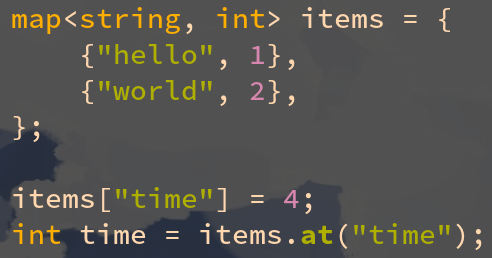 map<string, int> items = {
    {"hello", 1},
    {"world", 2},
};

items["time"] = 4;
int time = items.at("time");